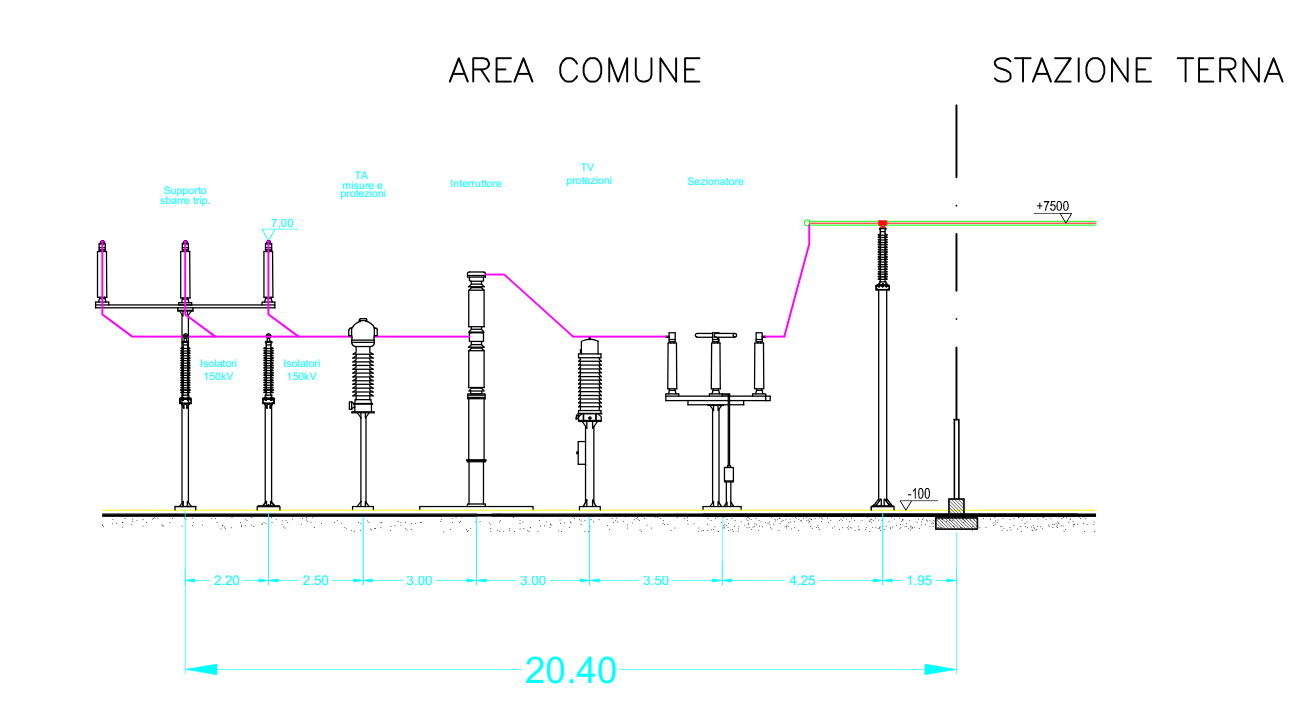 AREA COMUNE
STAZIONE TERNA
TV
protezioni
TA
misure e
protezioni
Interruttore
Sezionatore
Supporto
sbarre trip.
+7500
7,00
Isolatori
150kV
Isolatori
150kV
-100
2.20
2.50
3.00
3.00
3.50
4.25
1.95
20.40